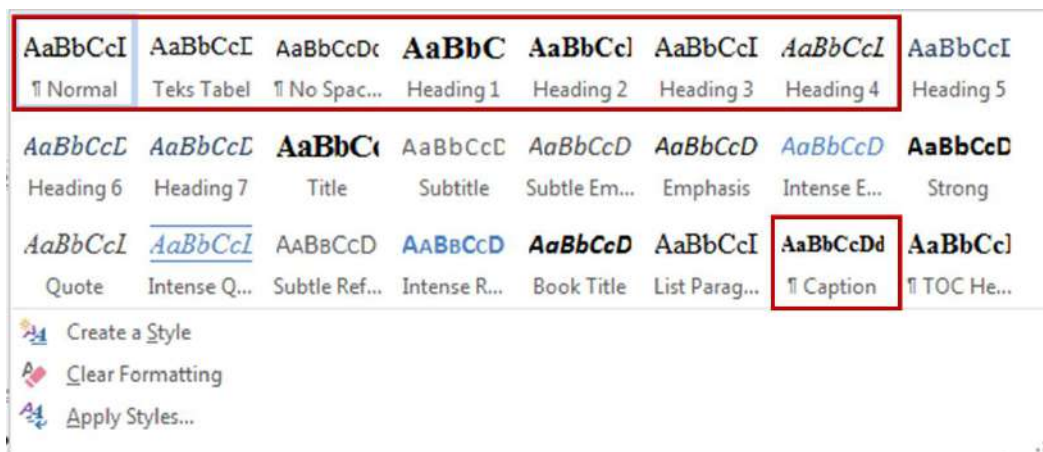 AaBbCcI AaBbCcI AaBbCcDc AaBbC AaBbCcl AaBbCcI AaBbCcI AaBbCcI
¶ Normal Teks Tabel ¶ No Spac... Heading 1 Heading 2 Heading 3 Heading 4 Heading 5
AaBbCcD AaBbCcD AaBbCc AaBbCcD AaBbCcD AaBbCcD AaBbCcD AaBbCcD
Heading 6 Heading 7 Title Subtitle Subtle Em... Emphasis Intense E... Strong
AaBbCcI AaBbCcI AABBCCD AABBCCD AaBbCcD AaBbCcI AaBbCcDd AaBbCcl
Quote Intense Q... Subtle Ref... Intense R... Book Title List Parag... ¶ Caption ¶ TOC He...
Create a Style
Clear Formatting
Apply Styles...